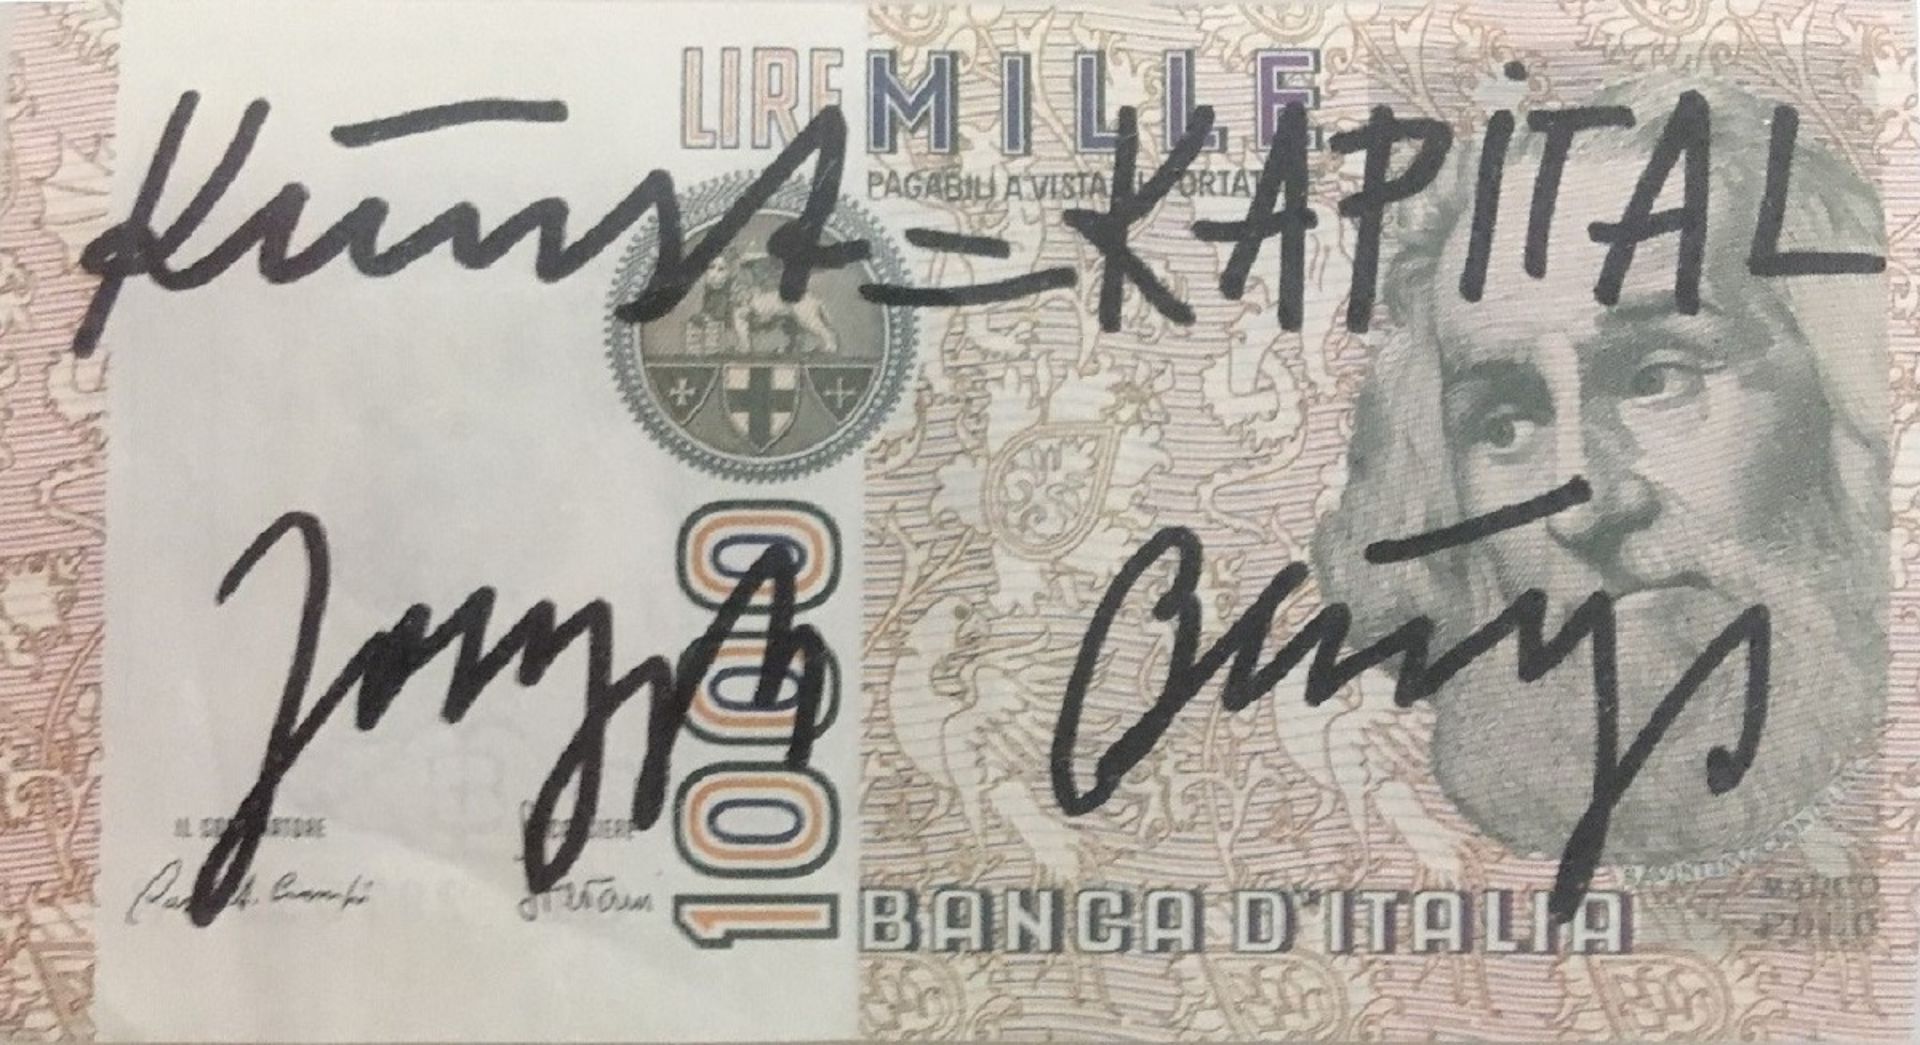 LIRE MILLE
Kunst = KAPITAL
PAGABILI A VISTA AL PORTATORE
Joseph Beuys
1000
IL GOVERNATORE
IL CASSIERE
BANCA D'ITALIA
MARCO
POLO